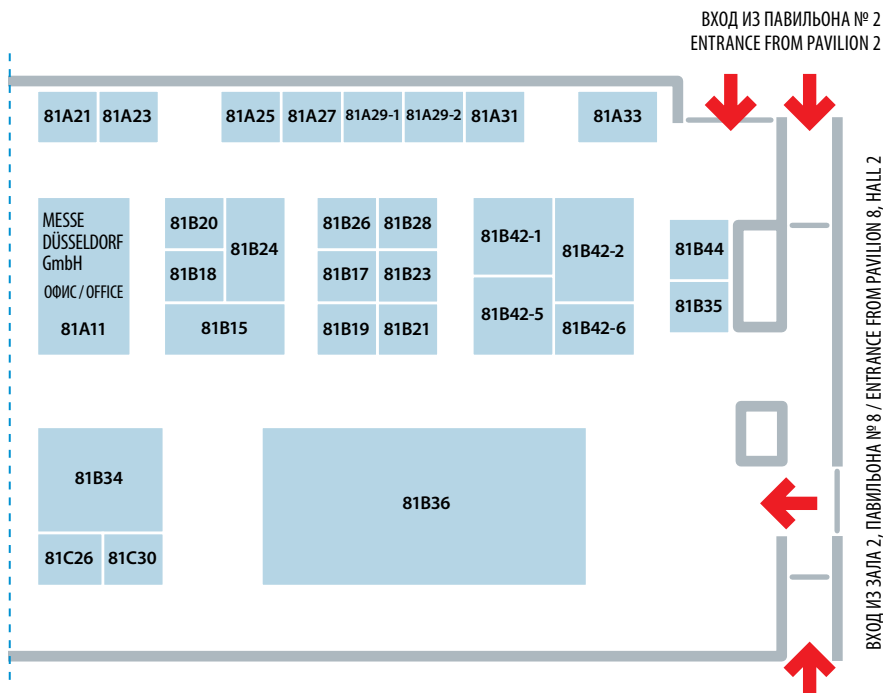 ВХОД ИЗ ПАВИЛЬОНА № 2
ENTRANCE FROM PAVILION 2
81A21
81A23
81A25
81A27
81A29-1
81A29-2
81A31
81A33
MESSE
DÜSSELDORF
GmbH
ОФИС / OFFICE
81A11
81B20
81B18
81B24
81B15
81B26
81B28
81B17
81B23
81B19
81B21
81B42-1
81B42-2
81B42-5
81B42-6
81B44
81B35
81B34
81C26
81C30
81B36
ВХОД ИЗ ЗАЛА 2, ПАВИЛЬОНА № 8 / ENTRANCE FROM PAVILION 8, HALL 2